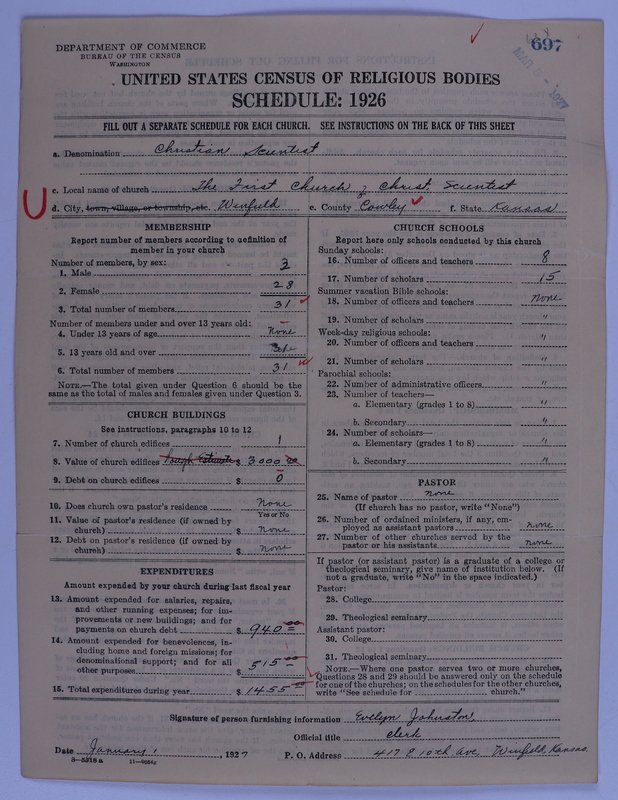 697
DEPARTMENT OF COMMERCE
BUREAU OF THE CENSUS
WASHINGTON
UNITED STATES CENSUS OF RELIGIOUS BODIES
SCHEDULE: 1926
FILL OUT A SEPARATE SCHEDULE FOR EACH CHURCH. SEE INSTRUCTIONS ON THE BACK OF THIS SHEET
a. Denomination Christian Scientist
c. Local name of church The First Church of Christ, Scientist
d. City, town, village, or township, etc. Winfield e. County Cowley f. State Kansas
MEMBERSHIP
Report number of members according to definition of
member in your church
Number of members, by sex:
1. Male 3
2. Female 28
3. Total number of members 31
Number of members under and over 13 years old:
4. Under 13 years of age None
5. 13 years old and over
6. Total number of members 31
NOTE.—The total given under Question 6 should be
same as the total of males and females given under Question 3.
CHURCH BUILDINGS
See instructions, paragraphs 10 to 12
7. Number of church edifices 1
8. Value of church edifices Rough Estimate $ 3000 00
9. Debt on church edifices $ 0
10. Does church own pastor's residence None
Yes or No
11. Value of pastor's residence (if owned by
church) $ None
12. Debt on pastor's residence (if owned by
church) $ None
EXPENDITURES
Amount expended by your church during last fiscal year
13. Amount expended for salaries, repairs,
and other running expenses; for im-
provements or new buildings; and for
payments on church debt $ 940 00
14. Amount expended for benevolences, in-
cluding home and foreign missions; for
denominational support; and for all
other purposes $ 515
15. Total expenditures during year $ 1455 00
CHURCH SCHOOLS
Report here only schools conducted by this church
Sunday schools:
16. Number of officers and teachers 8
17. Number of scholars 15
Summer vacation Bible schools:
18. Number of officers and teachers None
19. Number of scholars "
Week-day religious schools:
20. Number of officers and teachers "
21. Number of scholars "
Parochial schools:
22. Number of administrative officers "
23. Number of teachers—
a. Elementary (grades 1 to 8) "
b. Secondary "
24. Number of scholars—
a. Elementary (grades 1 to 8) "
b. Secondary "
PASTOR
25. Name of pastor None
(If church has no pastor, write "None")
26. Number of ordained ministers, if any, em-
ployed as assistant pastors None
27. Number of other churches served by the
pastor or his assistants None
If pastor (or assistant pastor) is a graduate of a college or
theological seminary, give name of institution below. (If
not a graduate, write "No" in the space indicated.)
Pastor:
28. College
29. Theological seminary
Assistant pastor:
30. College
31. Theological seminary
NOTE.—Where one pastor serves two or more churches,
Questions 28 and 29 should be answered only on the schedule
for one of the churches; on the schedules for the other churches,
write "See schedule for church."
Signature of person furnishing information Evelyn Johnston
Official title clerk
Date January 1, 1927 P. O. Address 417 E 10th Ave, Winfield, Kansas.